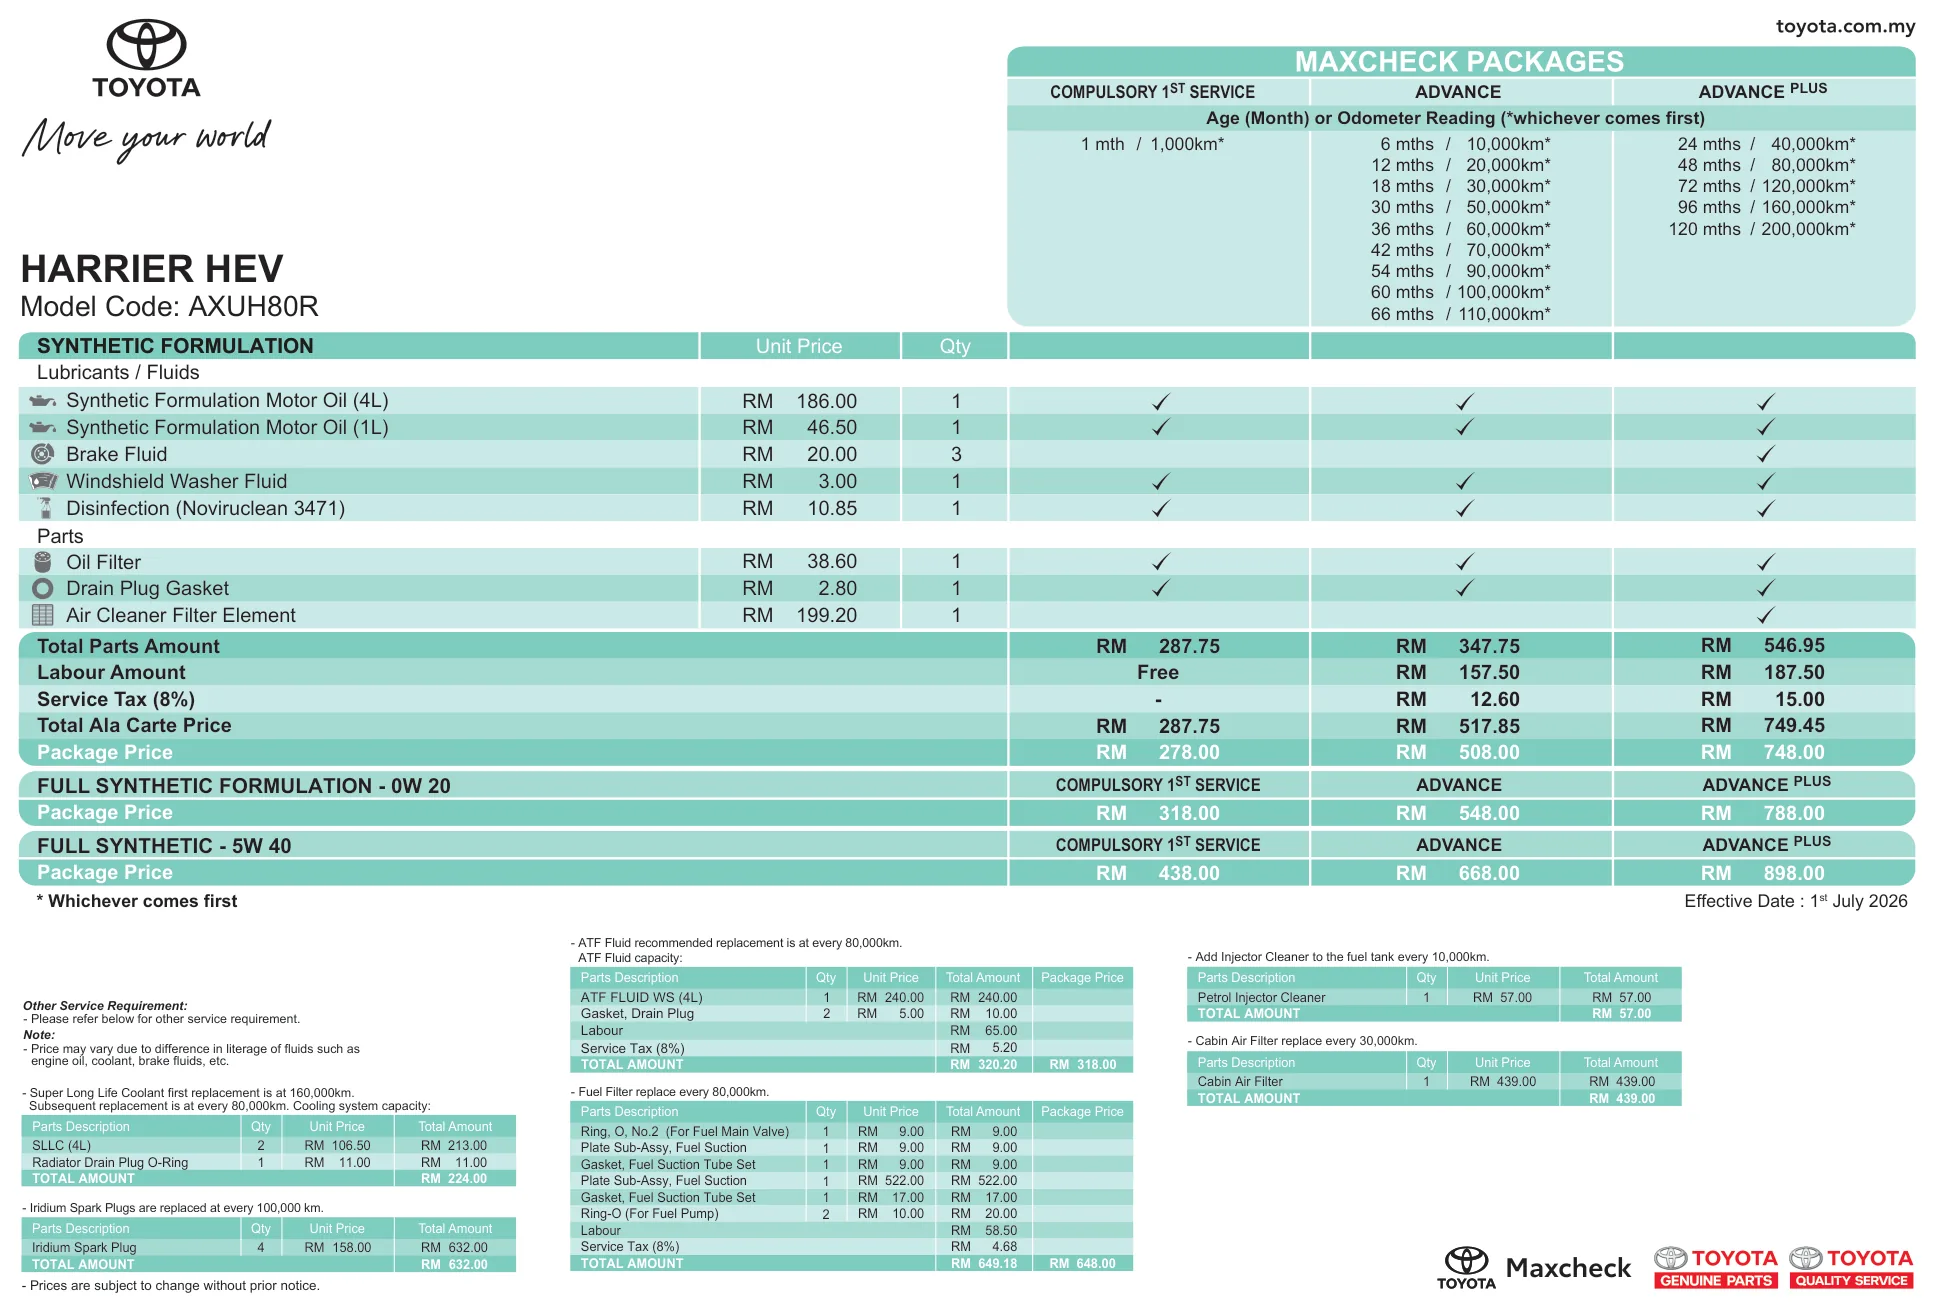 toyota.com.my
TOYOTA
Move your world
MAXCHECK PACKAGES
COMPULSORY 1ST SERVICE ADVANCE ADVANCE PLUS
Age (Month) or Odometer Reading (*whichever comes first)
1 mth / 1,000km* 6 mths / 10,000km* 24 mths / 40,000km*
12 mths / 20,000km* 48 mths / 80,000km*
18 mths / 30,000km* 72 mths / 120,000km*
30 mths / 50,000km* 96 mths / 160,000km*
36 mths / 60,000km* 120 mths / 200,000km*
42 mths / 70,000km*
54 mths / 90,000km*
60 mths / 100,000km*
66 mths / 110,000km*
HARRIER HEV
Model Code: AXUH80R
SYNTHETIC FORMULATION Unit Price Qty
Lubricants / Fluids
Synthetic Formulation Motor Oil (4L) RM 186.00 1 ✓ ✓ ✓
Synthetic Formulation Motor Oil (1L) RM 46.50 1 ✓ ✓ ✓
Brake Fluid RM 20.00 3 ✓
Windshield Washer Fluid RM 3.00 1 ✓ ✓ ✓
Disinfection (Noviruclean 3471) RM 10.85 1 ✓ ✓ ✓
Parts
Oil Filter RM 38.60 1 ✓ ✓ ✓
Drain Plug Gasket RM 2.80 1 ✓ ✓ ✓
Air Cleaner Filter Element RM 199.20 1 ✓
Total Parts Amount RM 287.75 RM 347.75 RM 546.95
Labour Amount Free RM 157.50 RM 187.50
Service Tax (8%) - RM 12.60 RM 15.00
Total Ala Carte Price RM 287.75 RM 517.85 RM 749.45
Package Price RM 278.00 RM 508.00 RM 748.00
FULL SYNTHETIC FORMULATION - 0W 20 COMPULSORY 1ST SERVICE ADVANCE ADVANCE PLUS
Package Price RM 318.00 RM 548.00 RM 788.00
FULL SYNTHETIC - 5W 40 COMPULSORY 1ST SERVICE ADVANCE ADVANCE PLUS
Package Price RM 438.00 RM 668.00 RM 898.00
* Whichever comes first
Effective Date : 1st July 2026
Other Service Requirement:
- Please refer below for other service requirement.
Note:
- Price may vary due to difference in literage of fluids such as
engine oil, coolant, brake fluids, etc.
- Super Long Life Coolant first replacement is at 160,000km.
Subsequent replacement is at every 80,000km. Cooling system capacity:
Parts Description Qty Unit Price Total Amount
SLLC (4L) 2 RM 106.50 RM 213.00
Radiator Drain Plug O-Ring 1 RM 11.00 RM 11.00
TOTAL AMOUNT RM 224.00
- Iridium Spark Plugs are replaced at every 100,000 km.
Parts Description Qty Unit Price Total Amount
Iridium Spark Plug 4 RM 158.00 RM 632.00
TOTAL AMOUNT RM 632.00
- Prices are subject to change without prior notice.
- ATF Fluid recommended replacement is at every 80,000km.
ATF Fluid capacity:
Parts Description Qty Unit Price Total Amount Package Price
ATF FLUID WS (4L) 1 RM 240.00 RM 240.00
Gasket, Drain Plug 2 RM 5.00 RM 10.00
Labour RM 65.00
Service Tax (8%) RM 5.20
TOTAL AMOUNT RM 320.20 RM 318.00
- Fuel Filter replace every 80,000km.
Parts Description Qty Unit Price Total Amount Package Price
Ring, O, No.2 (For Fuel Main Valve) 1 RM 9.00 RM 9.00
Plate Sub-Assy, Fuel Suction 1 RM 9.00 RM 9.00
Gasket, Fuel Suction Tube Set 1 RM 9.00 RM 9.00
Plate Sub-Assy, Fuel Suction 1 RM 522.00 RM 522.00
Gasket, Fuel Suction Tube Set 1 RM 17.00 RM 17.00
Ring-O (For Fuel Pump) 2 RM 10.00 RM 20.00
Labour RM 58.50
Service Tax (8%) RM 4.68
TOTAL AMOUNT RM 649.18 RM 648.00
- Add Injector Cleaner to the fuel tank every 10,000km.
Parts Description Qty Unit Price Total Amount
Petrol Injector Cleaner 1 RM 57.00 RM 57.00
TOTAL AMOUNT RM 57.00
- Cabin Air Filter replace every 30,000km.
Parts Description Qty Unit Price Total Amount
Cabin Air Filter 1 RM 439.00 RM 439.00
TOTAL AMOUNT RM 439.00
TOYOTA Maxcheck
TOYOTA
GENUINE PARTS
TOYOTA
QUALITY SERVICE